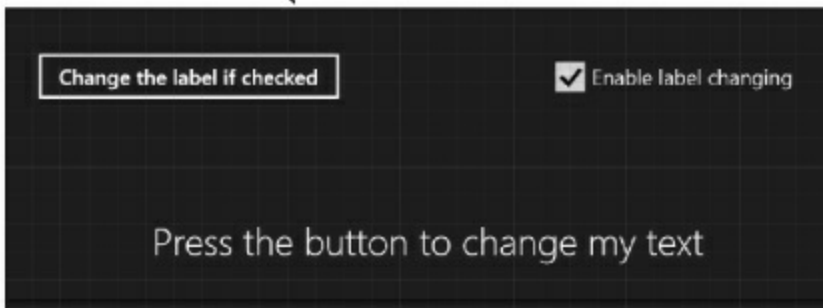 Change the label if checked
Enable label changing
Press the button to change my text